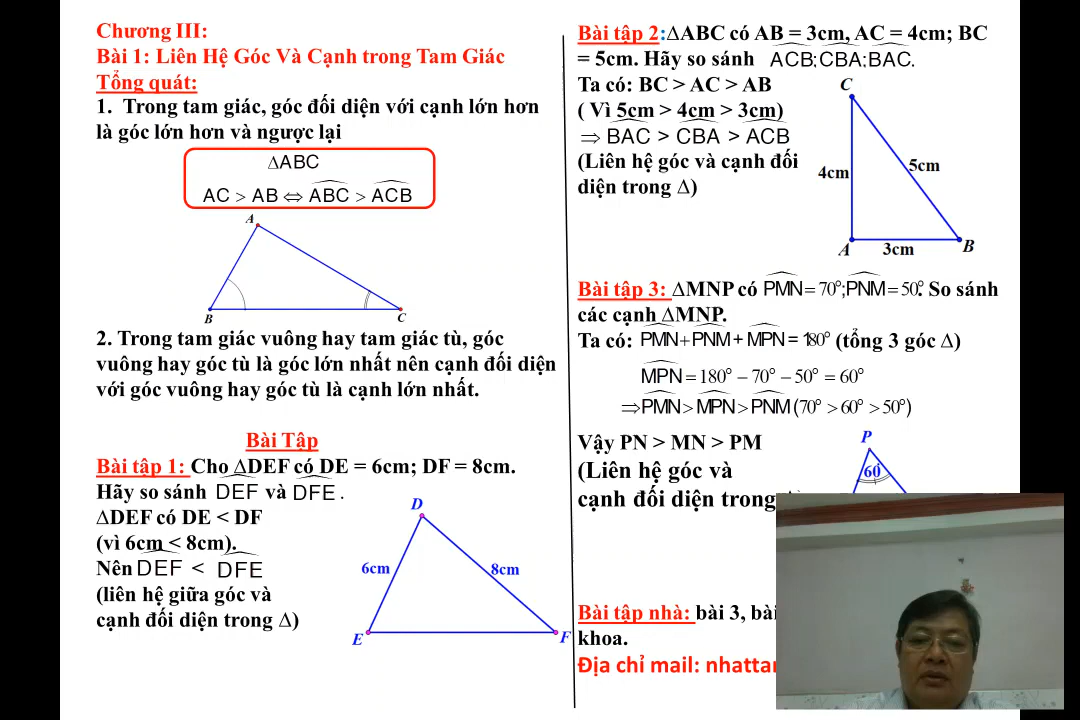 Chương III:
Bài 1: Liên Hệ Góc Và Cạnh trong Tam Giác
Tổng quát:
1. Trong tam giác, góc đối diện với cạnh lớn hơn
là góc lớn hơn và ngược lại
∆ABC
AC > AB ⇔ ABC > ACB
A
B
C
2. Trong tam giác vuông hay tam giác tù, góc
vuông hay góc tù là góc lớn nhất nên cạnh đối diện
với góc vuông hay góc tù là cạnh lớn nhất.
Bài Tập
Bài tập 1: Cho ∆DEF có DE = 6cm; DF = 8cm.
Hãy so sánh DEF và DFE .
∆DEF có DE < DF
(vì 6cm < 8cm).
Nên DEF < DFE
(liên hệ giữa góc và
cạnh đối diện trong ∆)
D
6cm
8cm
E
F
Bài tập 2:∆ABC có AB = 3cm, AC = 4cm; BC
= 5cm. Hãy so sánh ACB;CBA;BAC.
Ta có: BC > AC > AB
( Vì 5cm > 4cm > 3cm)
⇒ BAC > CBA > ACB
(Liên hệ góc và cạnh đối
diện trong ∆)
C
4cm
5cm
A
3cm
B
Bài tập 3: ∆MNP có PMN = 70°;PNM = 50°. So sánh
các cạnh ∆MNP.
Ta có: PMN + PNM + MPN = 180° (tổng 3 góc ∆)
MPN = 180° − 70° − 50° = 60°
⇒ PMN > MPN > PNM (70° > 60° > 50°)
Vậy PN > MN > PM
(Liên hệ góc và
cạnh đối diện trong
P
60
Bài tập nhà: bài 3, bài
khoa.
Địa chỉ mail: